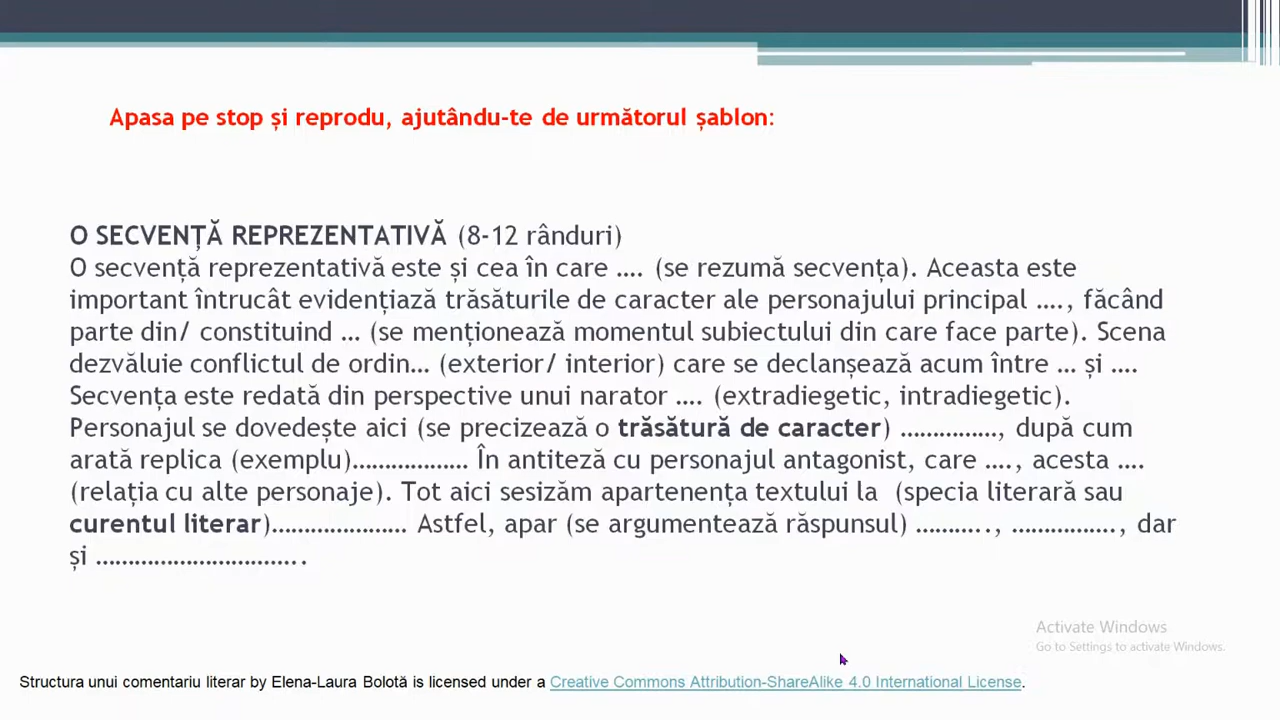 Apasa pe stop și reprodu, ajutându-te de următorul șablon:
O SECVENȚĂ REPREZENTATIVĂ (8-12 rânduri)
O secvență reprezentativă este și cea în care …. (se rezumă secvența). Aceasta este
important întrucât evidențiază trăsăturile de caracter ale personajului principal …., făcând
parte din/ constituind … (se menționează momentul subiectului din care face parte). Scena
dezvăluie conflictul de ordin… (exterior/ interior) care se declanșează acum între … și ….
Secvența este redată din perspective unui narator …. (extradiegetic, intradiegetic).
Personajul se dovedește aici (se precizează o trăsătură de caracter) ……………, după cum
arată replica (exemplu)……………… În antiteză cu personajul antagonist, care …., acesta ….
(relația cu alte personaje). Tot aici sesizăm apartenența textului la (specia literară sau
curentul literar)………………… Astfel, apar (se argumentează răspunsul) ……….., ……………., dar
și …………………………..
Activate Windows
Go to Settings to activate Windows.
Structura unui comentariu literar by Elena-Laura Bolotă is licensed under a Creative Commons Attribution-ShareAlike 4.0 International License.